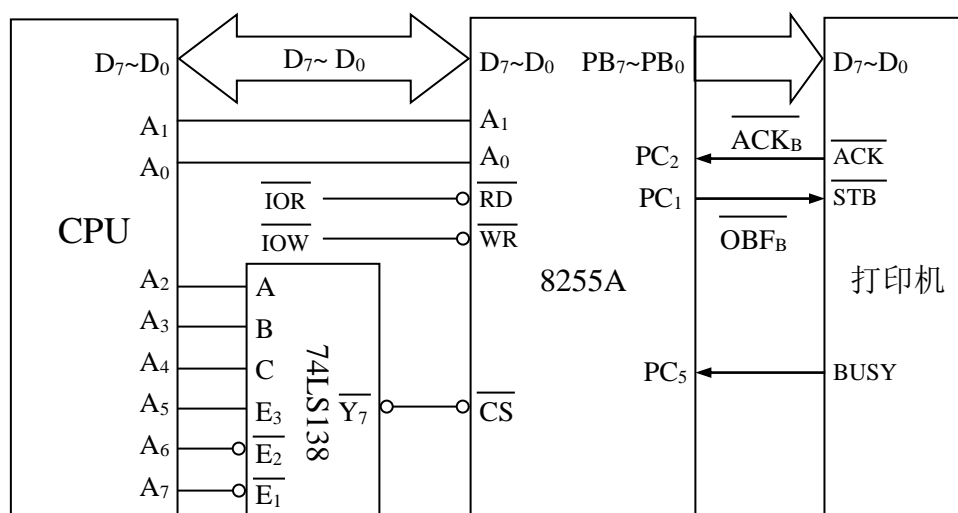 D₇~D₀ D₇~ D₀ D₇~D₀ PB₇~PB₀ D₇~D₀
A₁ A₁ ACK_B
A₀ A₀ PC₂ ACK
IOR RD PC₁ STB
CPU IOW WR OBF_B
A₂ A 8255A 打印机
A₃ B
A₄ C PC₅ BUSY
A₅ E₃ 74LS138 Y₇ CS
A₆ E₂
A₇ E₁